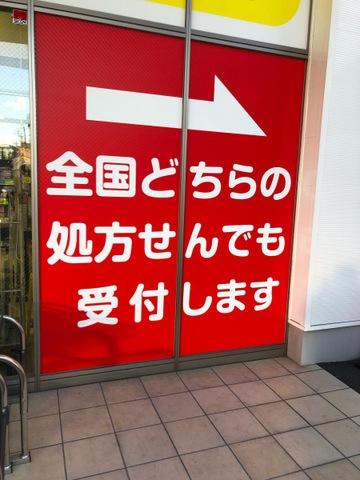 全国どちらの
処方せんでも
受付します